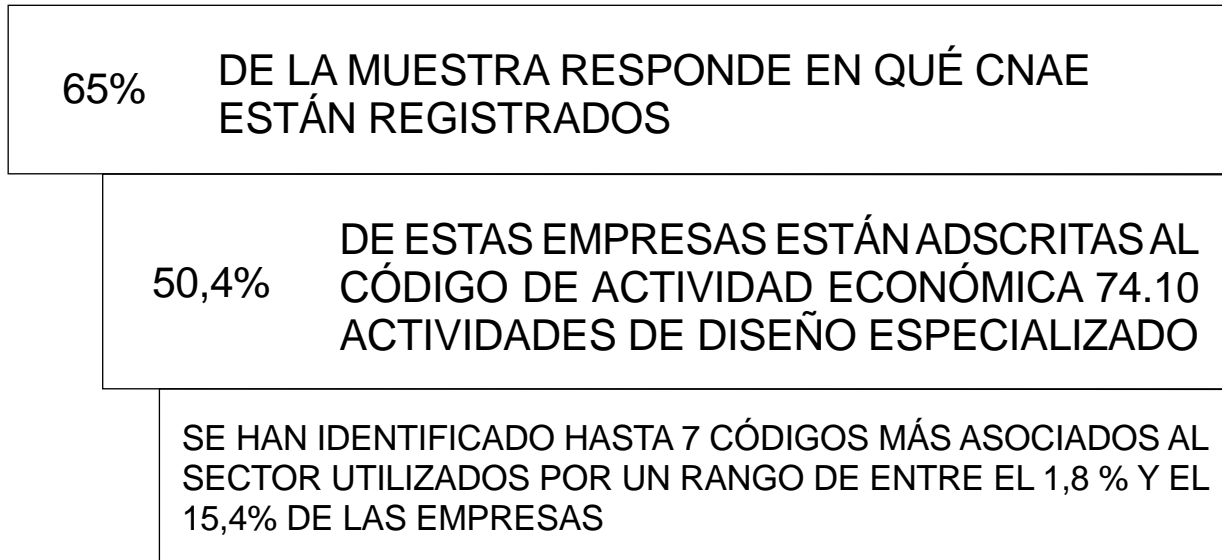 65%
DE LA MUESTRA RESPONDE EN QUÉ CNAE
ESTÁN REGISTRADOS
50,4%
DE ESTAS EMPRESAS ESTÁN ADSCRITAS AL
CÓDIGO DE ACTIVIDAD ECONÓMICA 74.10
ACTIVIDADES DE DISEÑO ESPECIALIZADO
SE HAN IDENTIFICADO HASTA 7 CÓDIGOS MÁS ASOCIADOS AL
SECTOR UTILIZADOS POR UN RANGO DE ENTRE EL 1,8 % Y EL
15,4% DE LAS EMPRESAS